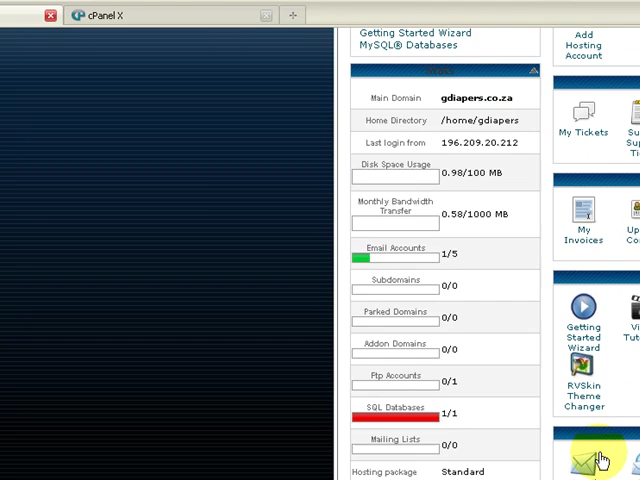 cPanel X
Getting Started Wizard
MySQL® Databases
Main Domain gdiapers.co.za
Home Directory /home/gdiapers
Last login from 196.209.20.212
Disk Space Usage
0.98/100 MB
Monthly Bandwidth
Transfer
0.58/1000 MB
Email Accounts
1/5
Subdomains
0/0
Parked Domains
0/0
Addon Domains
0/0
Ftp Accounts
0/1
SQL Databases
1/1
Mailing Lists
0/0
Hosting package Standard
Add
Hosting
Account
My Tickets
My
Invoices
Getting
Started
Wizard
RVSkin
Theme
Changer